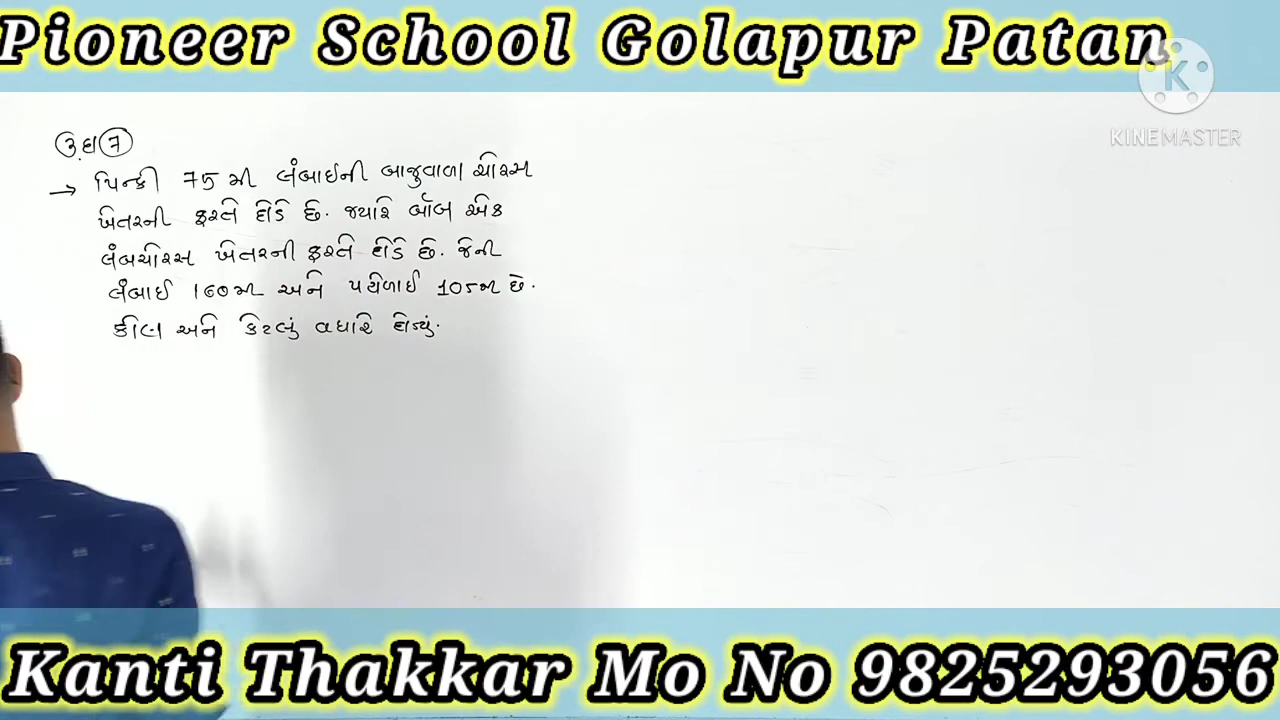 Pioneer School Golapur Patan
KINEMASTER
ઉદા 7
→ પિન્કી 75 મી લંબાઈની બાજુવાળા ચોરસ
ખેતરની ફરતે દોડે છે. જ્યારે બૉબ એક
લંબચોરસ ખેતરની ફરતે દોડે છે. જેની
લંબાઈ 160મી અને પહોળાઈ 105મી છે.
કોણ અને કેટલું વધારે દોડ્યું.
Kanti Thakkar Mo No 9825293056